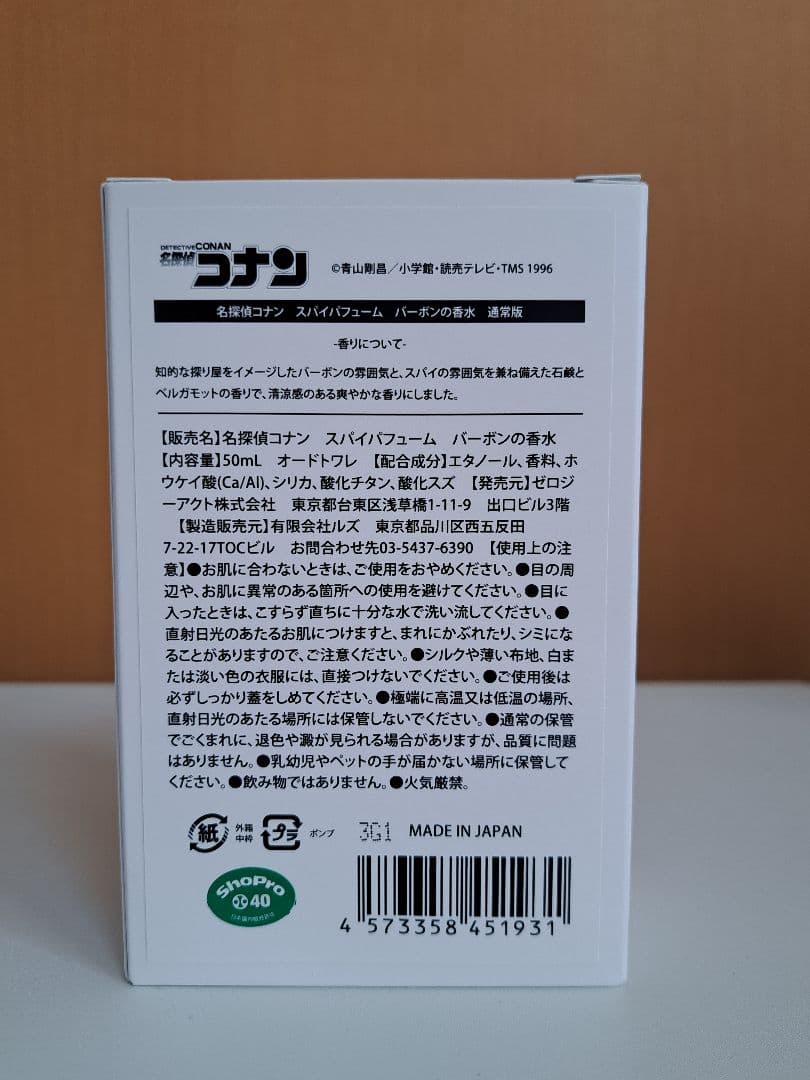 DETECTIVE CONAN
名探偵コナン
©青山剛昌／小学館・読売テレビ・TMS 1996
名探偵コナン　スパイパフューム　バーボンの香水　通常版
-香りについて-
知的な探り屋をイメージしたバーボンの雰囲気と、スパイの雰囲気を兼ね備えた石鹸と
ベルガモットの香りで、清涼感のある爽やかな香りにしました。
【販売名】名探偵コナン　スパイパフューム　バーボンの香水
【内容量】50mL　オードトワレ　【配合成分】エタノール、香料、ホ
ウケイ酸(Ca/Al)、シリカ、酸化チタン、酸化スズ　【発売元】ゼロジ
ーアクト株式会社　東京都台東区浅草橋1-11-9　出口ビル3階
【製造販売元】有限会社ルズ　東京都品川区西五反田
7-22-17TOCビル　お問合わせ先03-5437-6390　【使用上の注
意】●お肌に合わないときは、ご使用をおやめください。●目の周
辺や、お肌に異常のある箇所への使用を避けてください。●目に
入ったときは、こすらず直ちに十分な水で洗い流してください。●
直射日光のあたるお肌につけますと、まれにかぶれたり、シミにな
ることがありますので、ご注意ください。●シルクや薄い布地、白ま
たは淡い色の衣服には、直接つけないでください。●ご使用後は
必ずしっかり蓋をしめてください。●極端に高温又は低温の場所、
直射日光のあたる場所には保管しないでください。●通常の保管
でごくまれに、退色や澱が見られる場合がありますが、品質に問題
はありません。●乳幼児やペットの手が届かない場所に保管して
ください。●飲み物ではありません。●火気厳禁。
紙 外箱 中枠 プラ ポンプ 3G1 MADE IN JAPAN
ShoPro
40
日本国内販売許諾
4 573358 451931